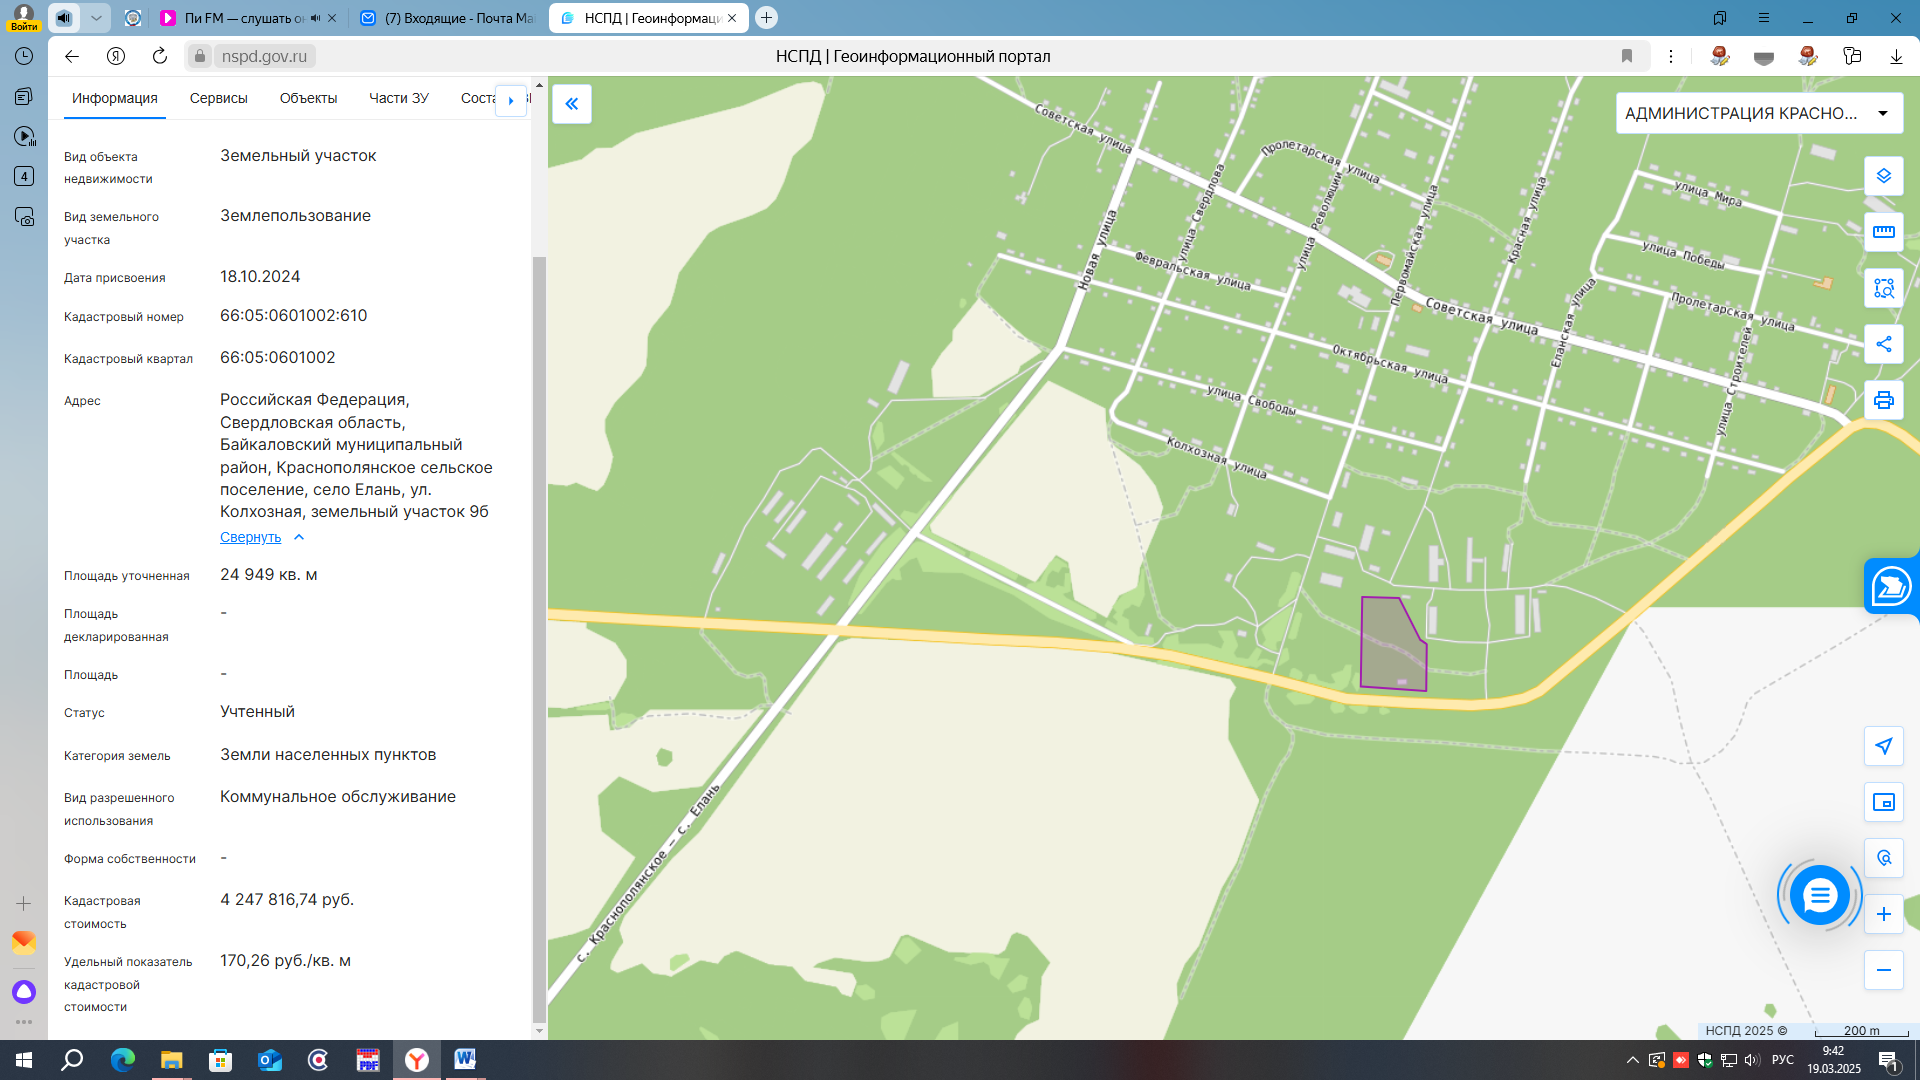 Войти
Пи FM — слушать он
(7) Входящие - Почта Ма
НСПД | Геоинформаци
nspd.gov.ru
НСПД | Геоинформационный портал
4
Информация
Сервисы
Объекты
Части ЗУ
Соста
Вид объекта
недвижимости
Земельный участок
Вид земельного
участка
Землепользование
Дата присвоения
18.10.2024
Кадастровый номер
66:05:0601002:610
Кадастровый квартал
66:05:0601002
Адрес
Российская Федерация,
Свердловская область,
Байкаловский муниципальный
район, Краснополянское сельское
поселение, село Елань, ул.
Колхозная, земельный участок 9б
Свернуть
Площадь уточненная
24 949 кв. м
Площадь
декларированная
-
Площадь
-
Статус
Учтенный
Категория земель
Земли населенных пунктов
Вид разрешенного
использования
Коммунальное обслуживание
Форма собственности
-
Кадастровая
стоимость
4 247 816,74 руб.
Удельный показатель
кадастровой
стоимости
170,26 руб./кв. м
АДМИНИСТРАЦИЯ КРАСНО...
Советская улица
Пролетарская улица
улица Свердлова
улица Революции
Первомайская улица
Красная улица
улица Мира
Новая улица
Февральская улица
улица Победы
Советская улица
Еланская улица
Пролетарская улица
Октябрьская улица
улица Строителей
улица Свободы
Колхозная улица
с. Краснополянское — с. Елань
НСПД 2025 ©
200 m
PDF
РУС
9:42
19.03.2025
1